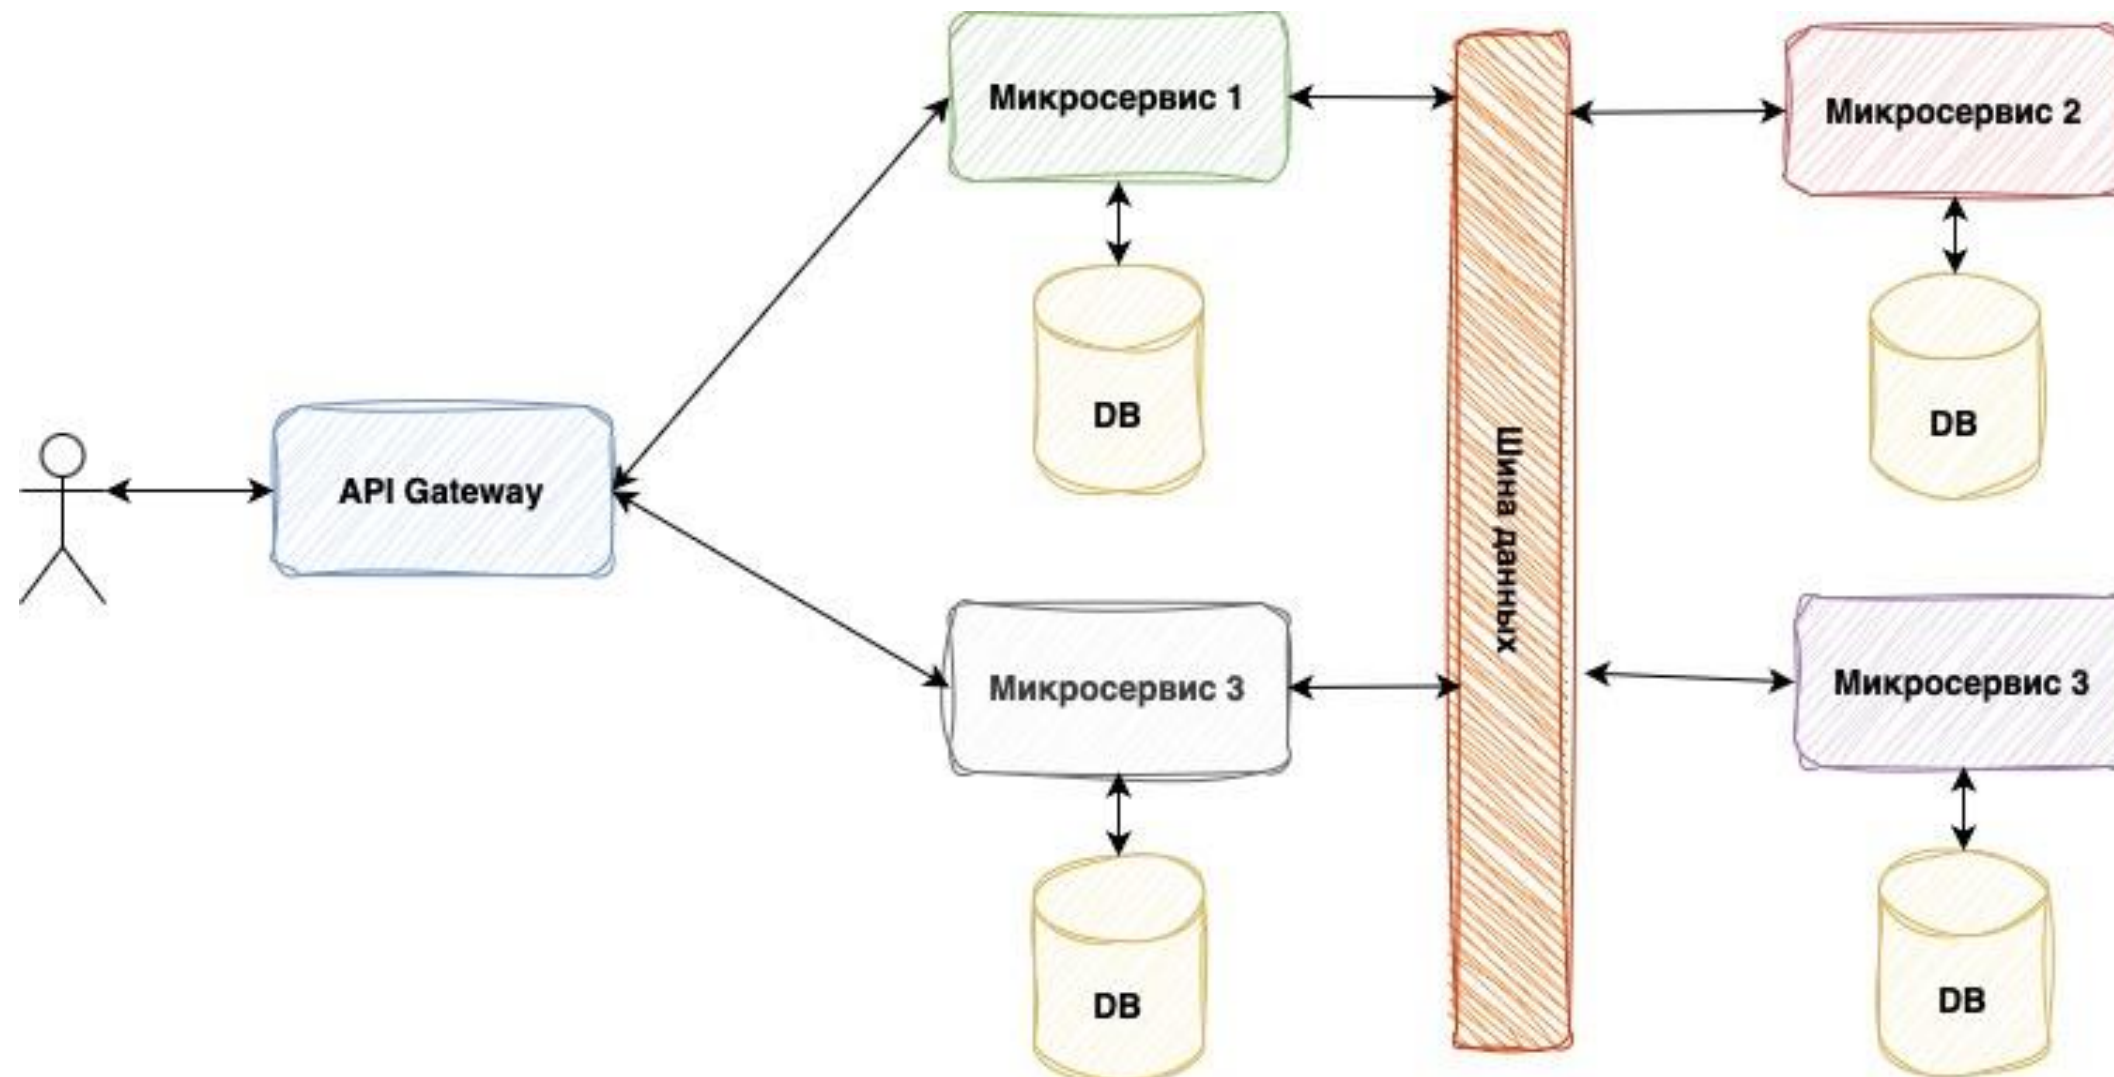 Микросервис 1
Микросервис 2
DB
DB
API Gateway
Шина данных
Микросервис 3
Микросервис 3
DB
DB